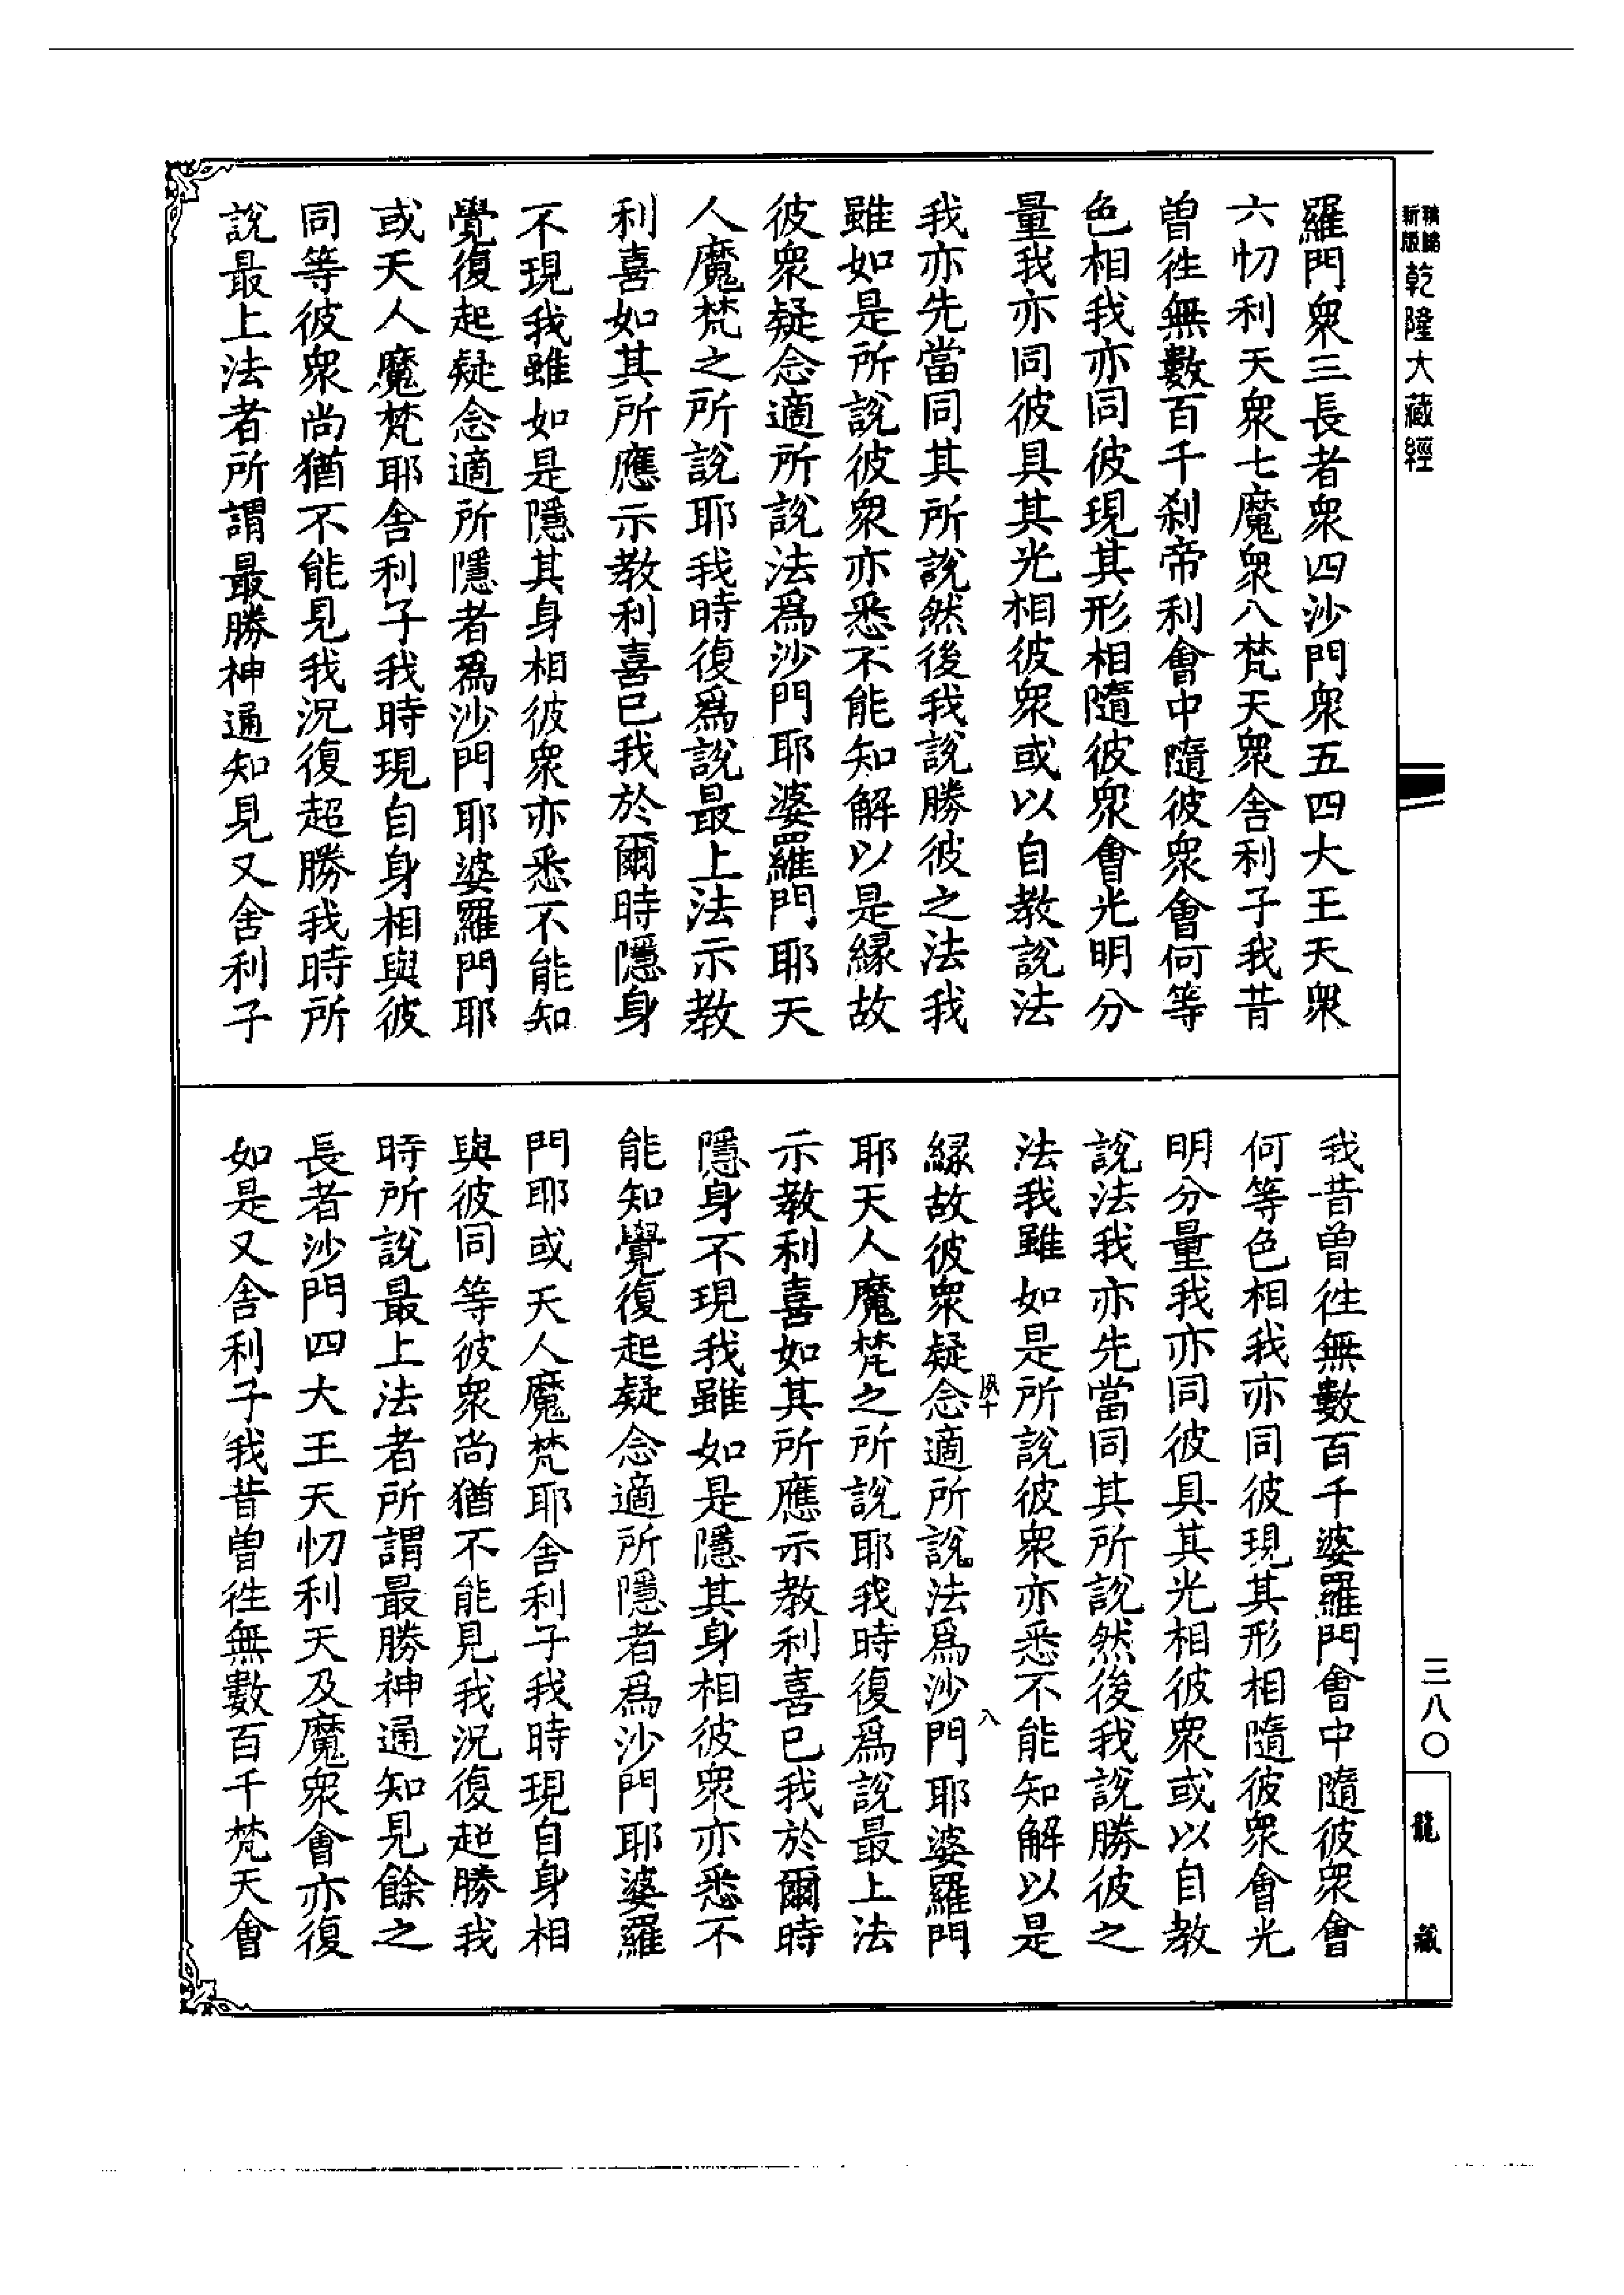 新版
乾隆大藏經
羅門衆三長者衆四沙門衆五四大王天衆
六忉利天衆七魔衆八梵天衆舍利子我昔
曾徃無數百千刹帝利會中隨彼衆會何等
色相我亦同彼現其形相隨彼衆會光明分
量我亦同彼具其光相彼衆或以自教說法
我亦先當同其所說然後我說勝彼之法我
雖如是所說彼衆亦悉不能知解以是緣故
彼衆疑念適所說法爲沙門耶婆羅門耶天
人魔梵之所說耶我時復爲說最上法示教
利喜如其所應示教利喜已我於爾時隱身
不現我雖如是隱其身相彼衆亦悉不能知
覺復起疑念適所隱者爲沙門耶婆羅門耶
或天人魔梵耶舍利子我時現自身相與彼
同等彼衆尚猶不能見我況復超勝我時所
說最上法者所謂最勝神通知見又舍利子
我昔曾徃無數百千婆羅門會中隨彼衆會
何等色相我亦同彼現其形相隨彼衆會光
明分量我亦同彼具其光相彼衆或以自教
說法我亦先當同其所說然後我說勝彼之
法我雖如是所說彼衆亦悉不能知解以是
緣故彼衆疑念適所說法爲沙門耶婆羅門
耶天人魔梵之所說耶我時復爲說最上法
示教利喜如其所應示教利喜已我於爾時
隱身不現我雖如是隱其身相彼衆亦悉不
能知覺復起疑念適所隱者爲沙門耶婆羅
門耶或天人魔梵耶舍利子我時現自身相
與彼同等彼衆尚猶不能見我況復超勝我
時所說最上法者所謂最勝神通知見餘之
長者沙門四大王天忉利天及魔衆會亦復
如是又舍利子我昔曾徃無數百千梵天會
三八〇
龍藏